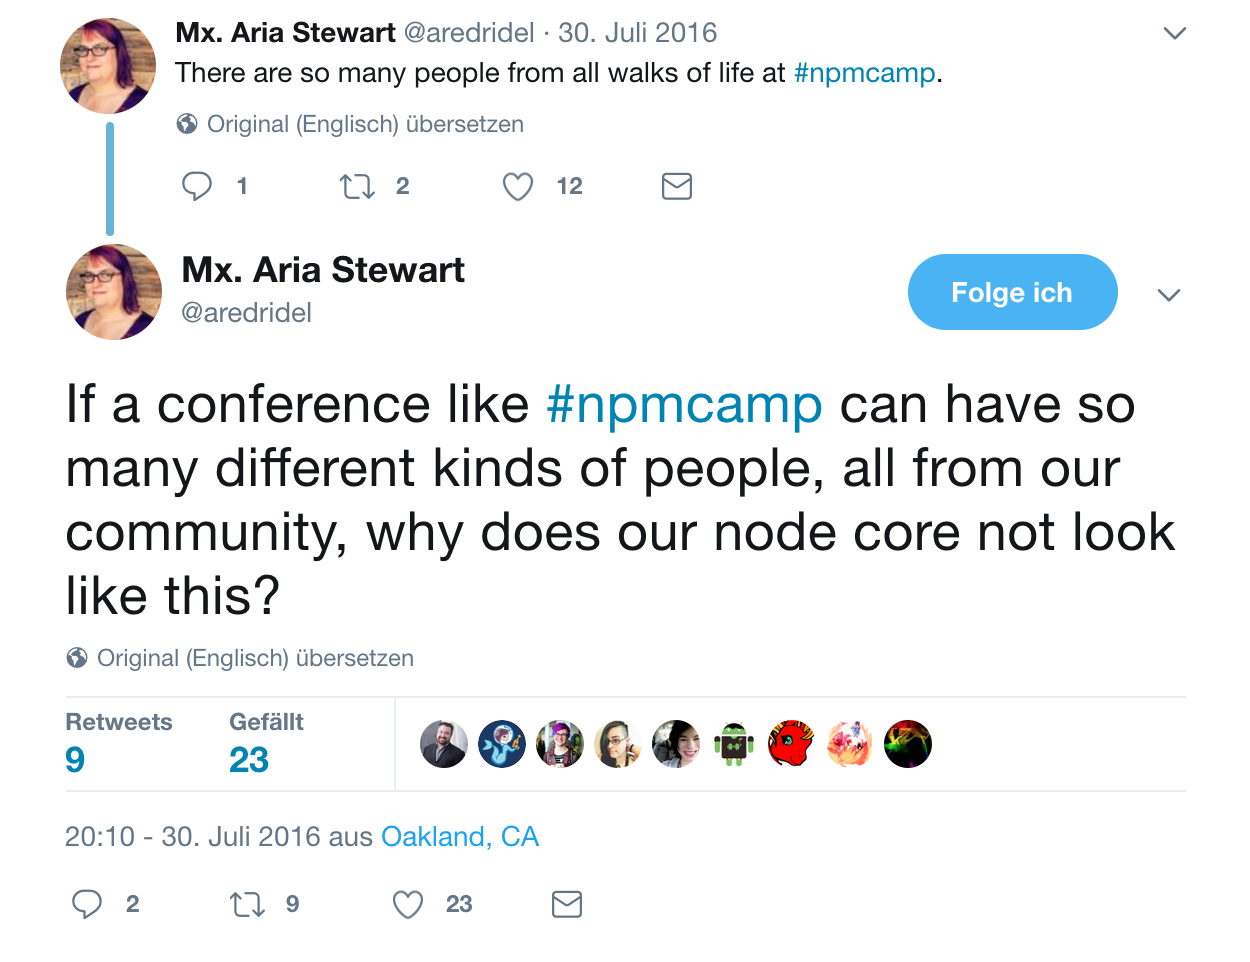 Mx. Aria Stewart @aredridel · 30. Juli 2016
There are so many people from all walks of life at #npmcamp.
Original (Englisch) übersetzen
1 2 12
Mx. Aria Stewart
@aredridel
Folge ich
If a conference like #npmcamp can have so
many different kinds of people, all from our
community, why does our node core not look
like this?
Original (Englisch) übersetzen
Retweets Gefällt
9 23
20:10 - 30. Juli 2016 aus Oakland, CA
2 9 23